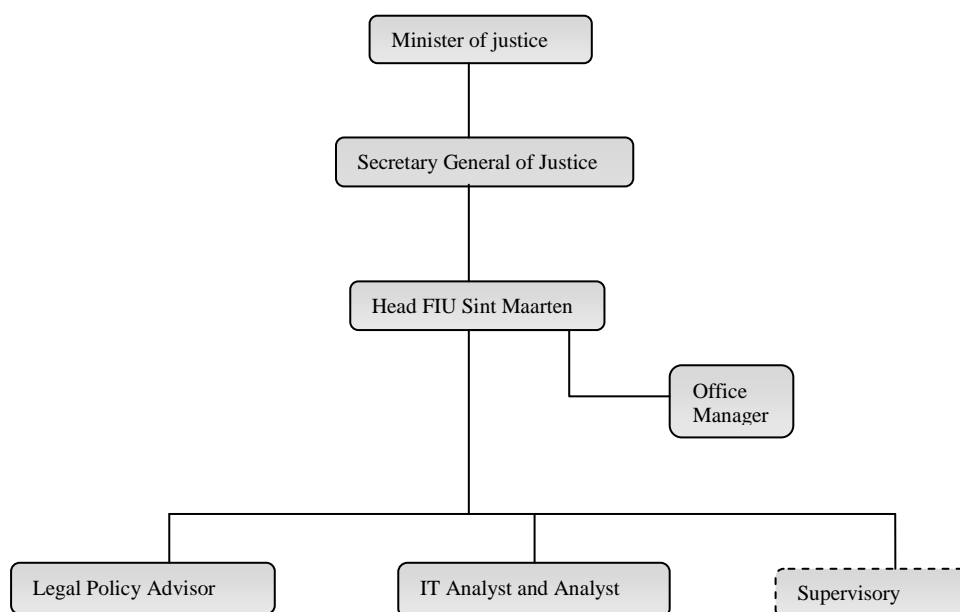 Minister of justice
Secretary General of Justice
Head FIU Sint Maarten
Office
Manager
Legal Policy Advisor
IT Analyst and Analyst
Supervisory